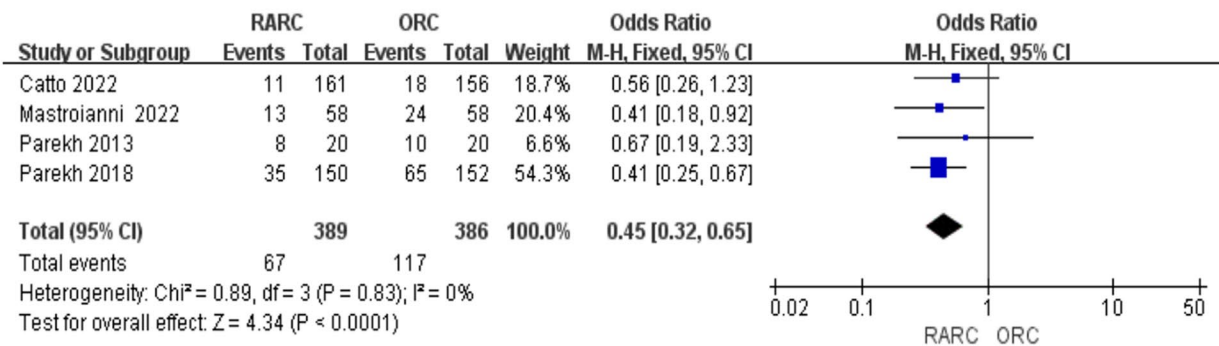 RARC ORC Odds Ratio Odds Ratio
Study or Subgroup Events Total Events Total Weight M-H, Fixed, 95% CI M-H, Fixed, 95% CI
Catto 2022 11 161 18 156 18.7% 0.56 [0.26, 1.23]
Mastroianni 2022 13 58 24 58 20.4% 0.41 [0.18, 0.92]
Parekh 2013 8 20 10 20 6.6% 0.67 [0.19, 2.33]
Parekh 2018 35 150 65 152 54.3% 0.41 [0.25, 0.67]
Total (95% CI) 389 386 100.0% 0.45 [0.32, 0.65]
Total events 67 117
Heterogeneity: Chi² = 0.89, df = 3 (P = 0.83); I² = 0%
Test for overall effect: Z = 4.34 (P < 0.0001)
0.02 0.1 1 10 50
RARC ORC